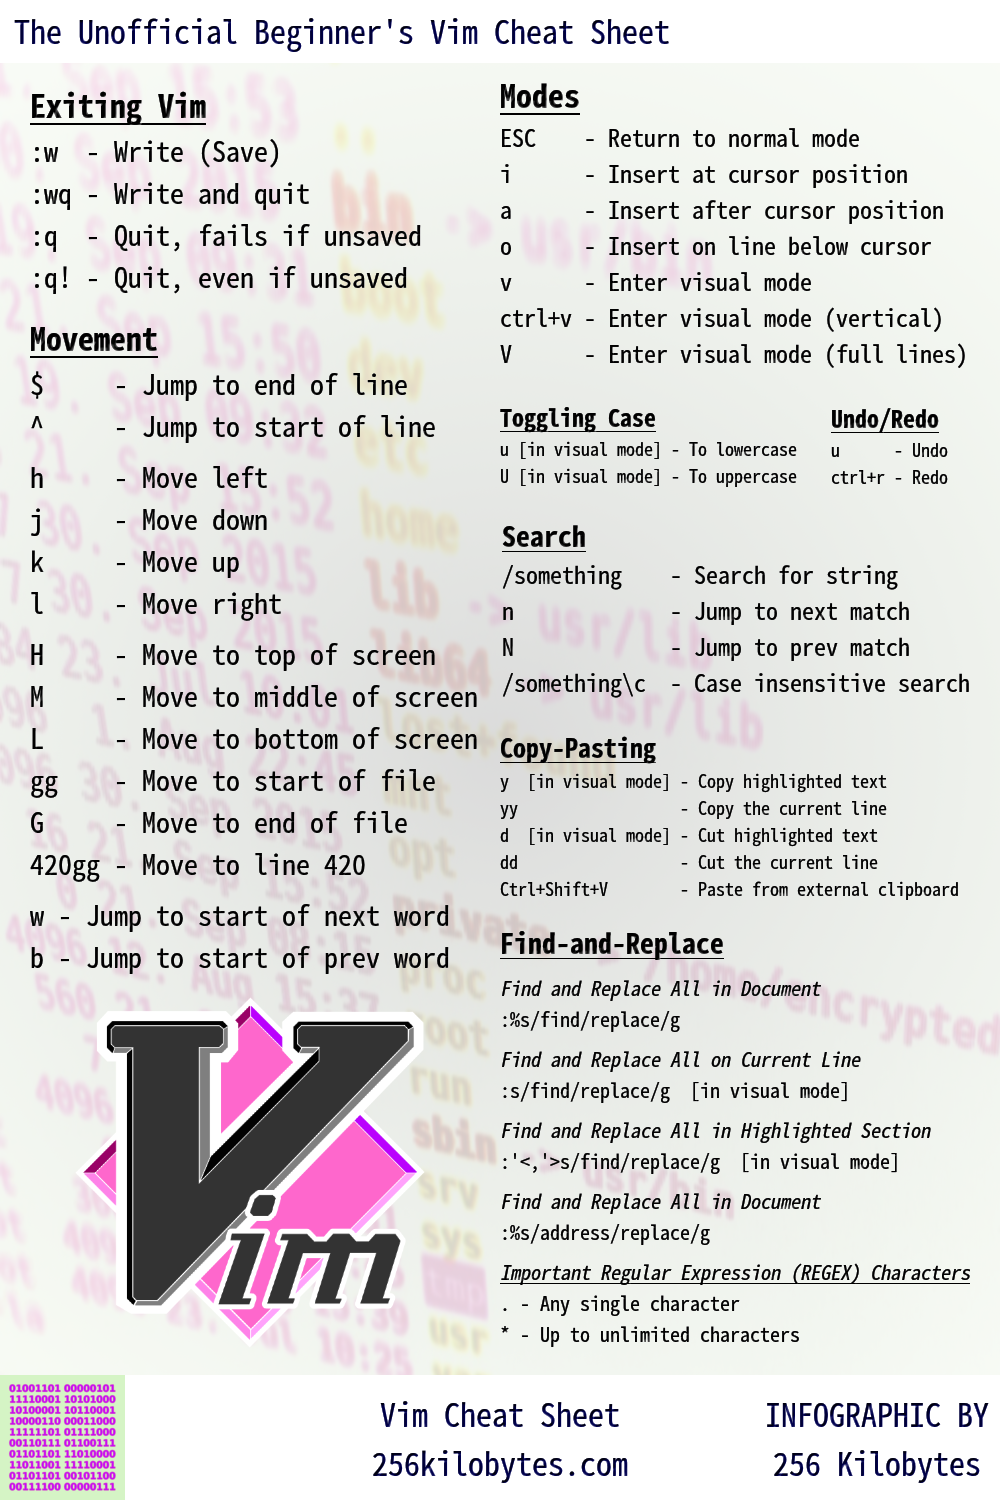 The Unofficial Beginner's Vim Cheat Sheet
Exiting Vim
:w - Write (Save)
:wq - Write and quit
:q - Quit, fails if unsaved
:q! - Quit, even if unsaved
Movement
$ - Jump to end of line
^ - Jump to start of line
h - Move left
j - Move down
k - Move up
l - Move right
H - Move to top of screen
M - Move to middle of screen
L - Move to bottom of screen
gg - Move to start of file
G - Move to end of file
420gg - Move to line 420
w - Jump to start of next word
b - Jump to start of prev word
Vim
Modes
ESC - Return to normal mode
i - Insert at cursor position
a - Insert after cursor position
o - Insert on line below cursor
v - Enter visual mode
ctrl+v - Enter visual mode (vertical)
V - Enter visual mode (full lines)
Toggling Case
u [in visual mode] - To lowercase
U [in visual mode] - To uppercase
Undo/Redo
u - Undo
ctrl+r - Redo
Search
/something - Search for string
n - Jump to next match
N - Jump to prev match
/something\c - Case insensitive search
Copy-Pasting
y [in visual mode] - Copy highlighted text
yy - Copy the current line
d [in visual mode] - Cut highlighted text
dd - Cut the current line
Ctrl+Shift+V - Paste from external clipboard
Find-and-Replace
Find and Replace All in Document
:%s/find/replace/g
Find and Replace All on Current Line
:s/find/replace/g [in visual mode]
Find and Replace All in Highlighted Section
:'<,'>s/find/replace/g [in visual mode]
Find and Replace All in Document
:%s/address/replace/g
Important Regular Expression (REGEX) Characters
. - Any single character
* - Up to unlimited characters
01001101 00000101
11110001 10101000
10100001 10110001
10000110 00011000
11111101 01111000
00110111 01100111
01101101 11010000
11011001 11110001
01101101 00101100
00111100 00000111
Vim Cheat Sheet
256kilobytes.com
INFOGRAPHIC BY
256 Kilobytes